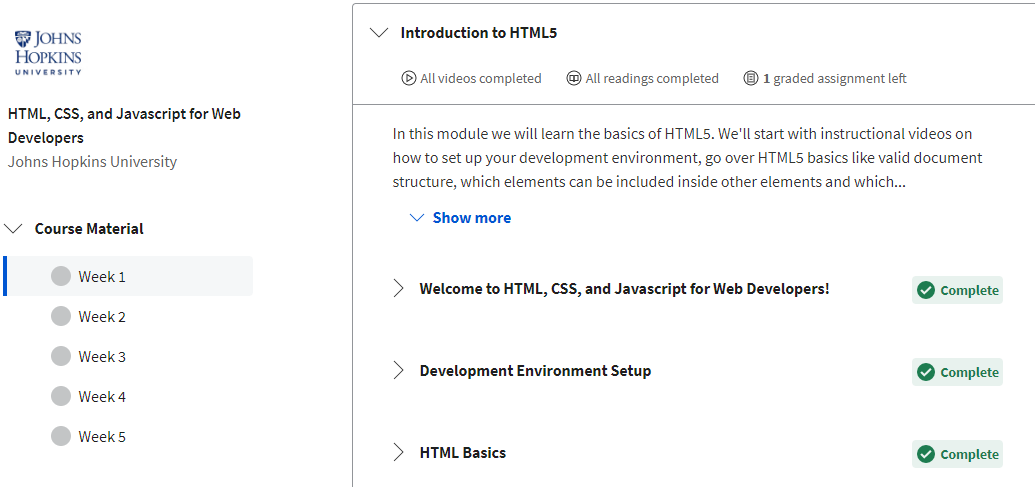 JOHNS
HOPKINS
UNIVERSITY
HTML, CSS, and Javascript for Web
Developers
Johns Hopkins University
Course Material
Week 1
Week 2
Week 3
Week 4
Week 5
Introduction to HTML5
All videos completed All readings completed 1 graded assignment left
In this module we will learn the basics of HTML5. We'll start with instructional videos on
how to set up your development environment, go over HTML5 basics like valid document
structure, which elements can be included inside other elements and which...
Show more
Welcome to HTML, CSS, and Javascript for Web Developers! Complete
Development Environment Setup Complete
HTML Basics Complete